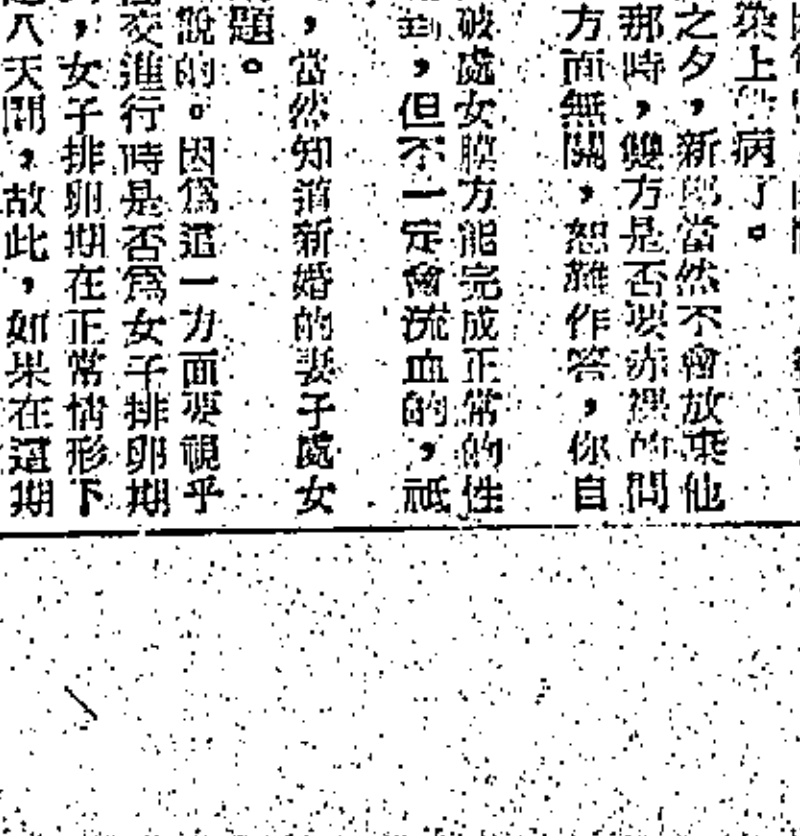 染上性病了。
之夕，新郎當然不會放棄他
那時，雙方是否要赤裸的問
方面無關，恕難作答，你自
破處女膜方能完成正常的性
，但不一定會流血的，祗
，當然知道新婚的妻子處女
題。
說的。因為這一方面要視乎
交進行時是否為女子排卵期
，女子排卵期在正常情形下
八天間，故此，如果在這期